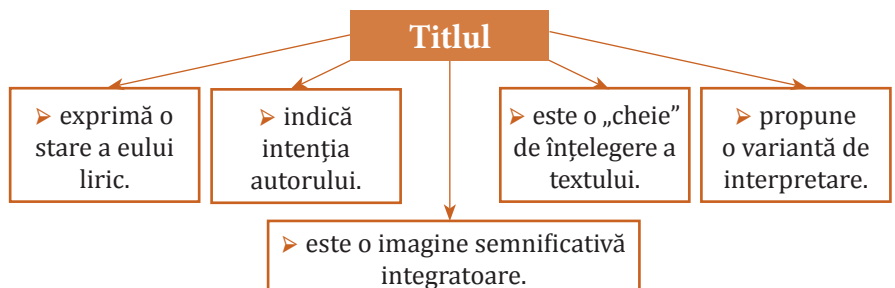 Titlul
➢ exprimă o
stare a eului
liric.
➢ indică
intenția
autorului.
➢ este o „cheie”
de înțelegere a
textului.
➢ propune
o variantă de
interpretare.
➢ este o imagine semnificativă
integratoare.